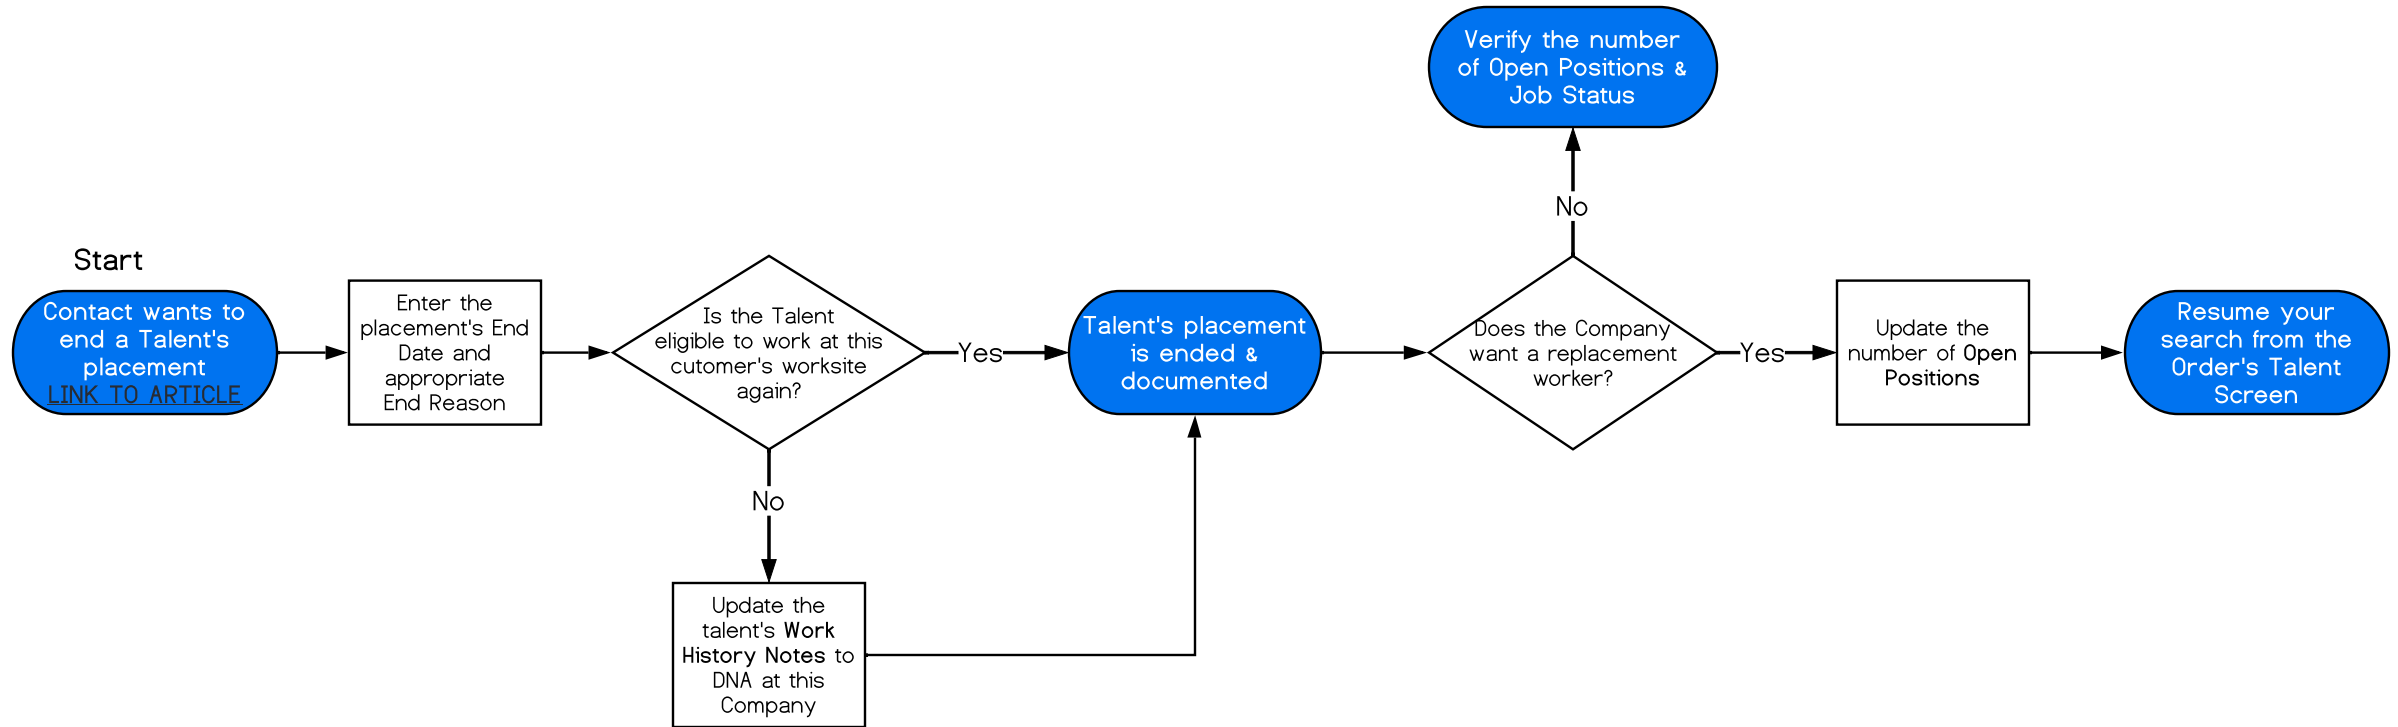 Verify the number
of Open Positions &
Job Status
No
Start
Contact wants to
end a Talent's
placement
LINK TO ARTICLE
Enter the
placement's End
Date and
appropriate
End Reason
Is the Talent
eligible to work at this
cutomer's worksite
again?
Yes
Talent's placement
is ended &
documented
Does the Company
want a replacement
worker?
Yes
Update the
number of Open
Positions
Resume your
search from the
Order's Talent
Screen
No
Update the
talent's Work
History Notes to
DNA at this
Company